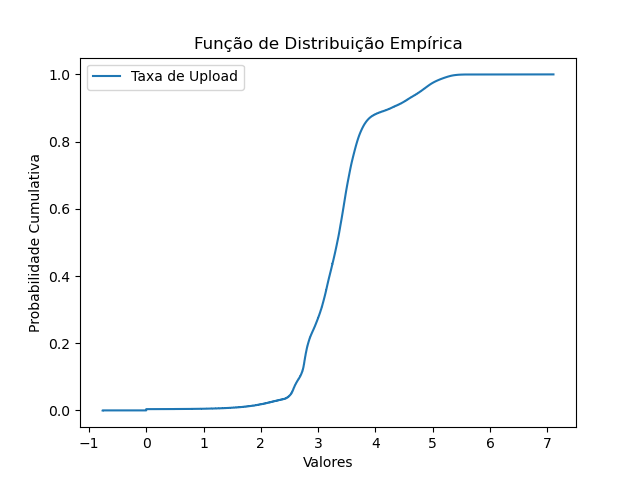 Função de Distribuição Empírica
Taxa de Upload
Probabilidade Cumulativa
1.0
0.8
0.6
0.4
0.2
0.0
−1 0 1 2 3 4 5 6 7
Valores